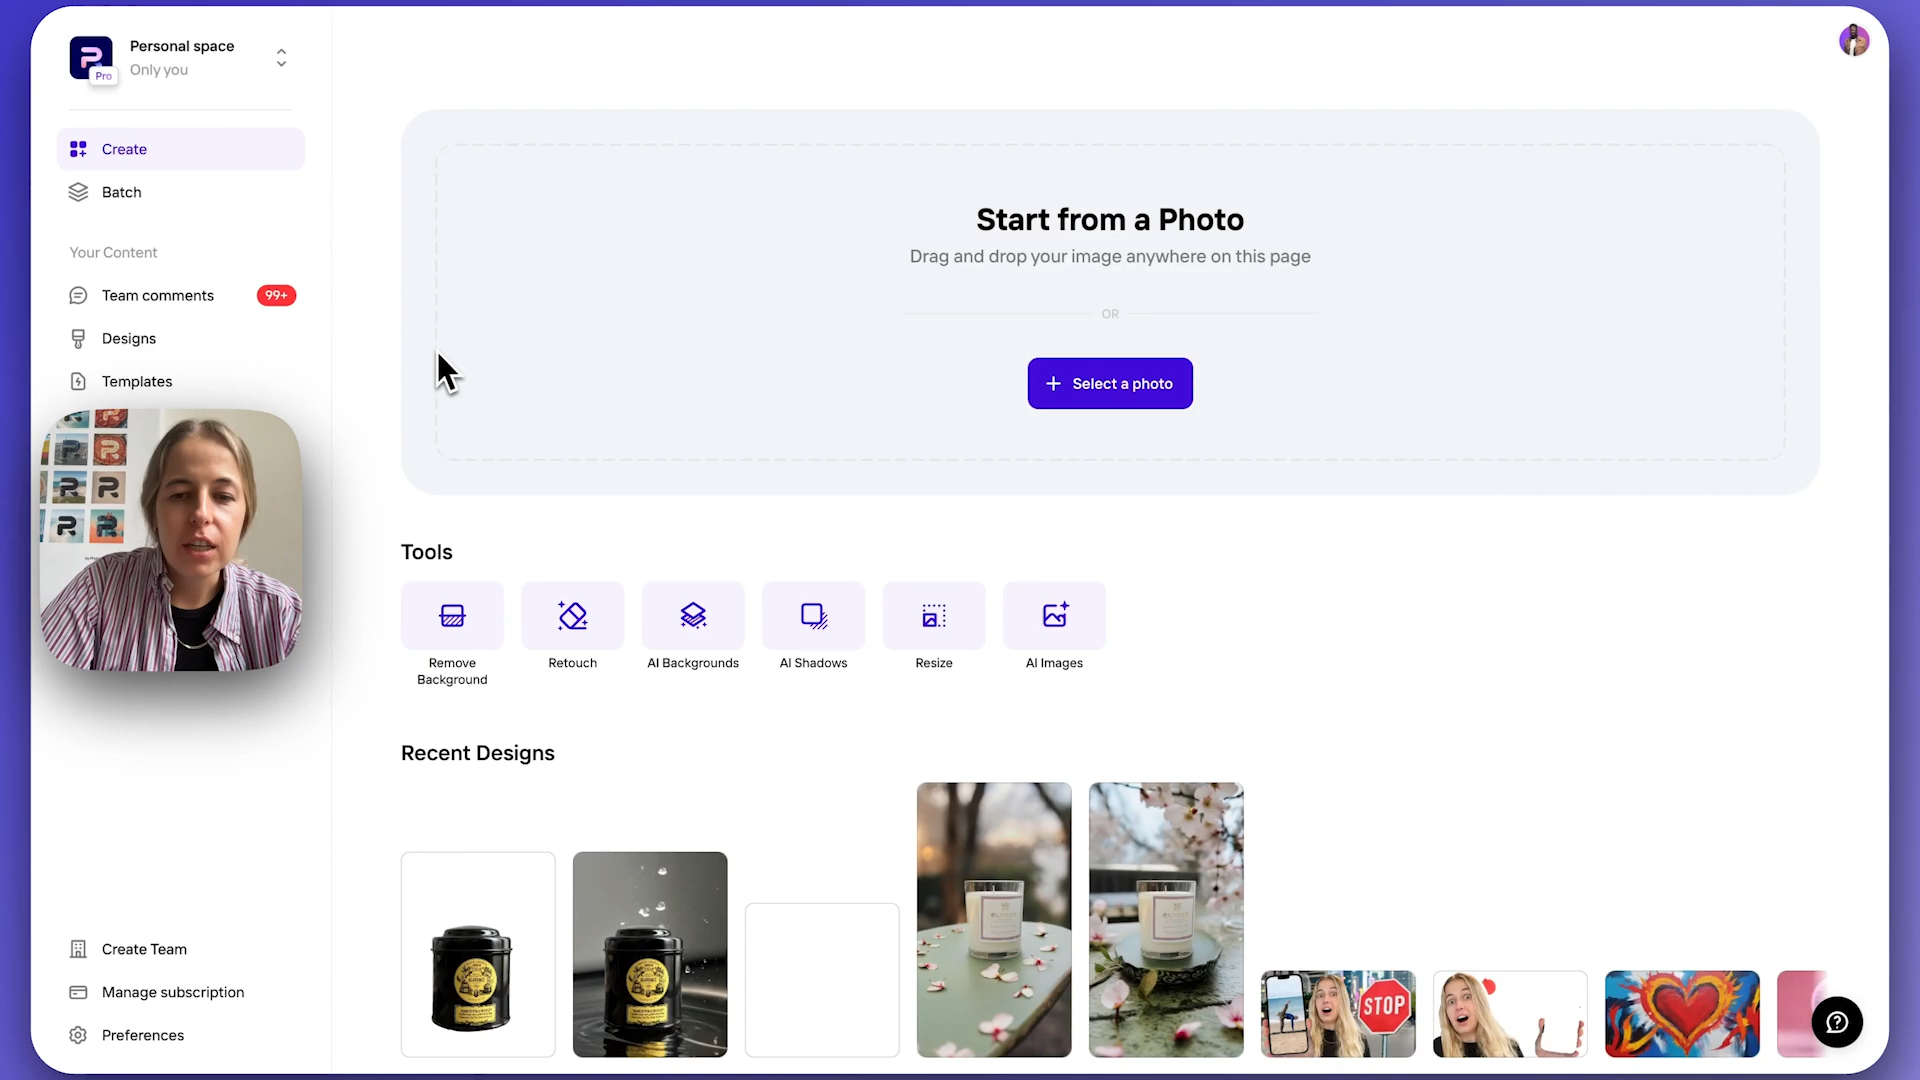 Personal space
Only you
Pro
Create
Batch
Your Content
Team comments
99+
Designs
Templates
Start from a Photo
Drag and drop your image anywhere on this page
OR
Select a photo
Tools
Remove
Background
Retouch
AI Backgrounds
AI Shadows
Resize
AI Images
Recent Designs
STOP
Create Team
Manage subscription
Preferences